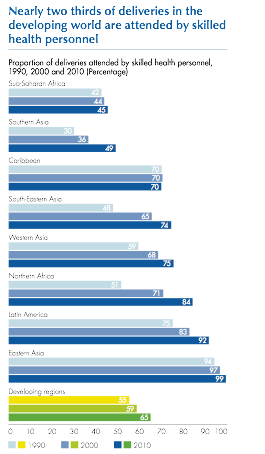 Nearly two thirds of deliveries in the
developing world are attended by skilled
health personnel
Proportion of deliveries attended by skilled health personnel,
1990, 2000 and 2010 (Percentage)
Sub-Saharan Africa
42
44
45
Southern Asia
30
36
49
Caribbean
70
70
70
South-Eastern Asia
48
65
74
Western Asia
59
68
75
Northern Africa
51
71
84
Latin America
75
83
92
Eastern Asia
94
97
99
Developing regions
55
59
65
0 10 20 30 40 50 60 70 80 90 100
1990 2000 2010